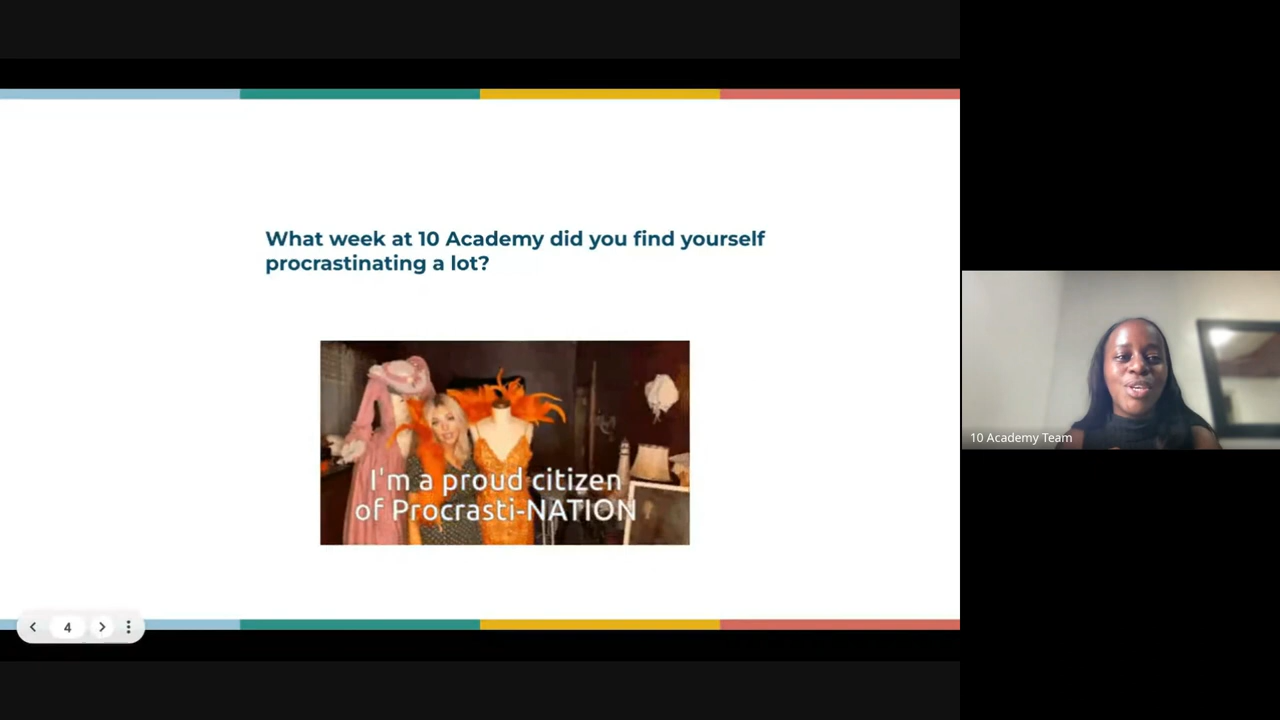 What week at 10 Academy did you find yourself
procrastinating a lot?
I'm a proud citizen
of Procrasti-NATION
4
10 Academy Team